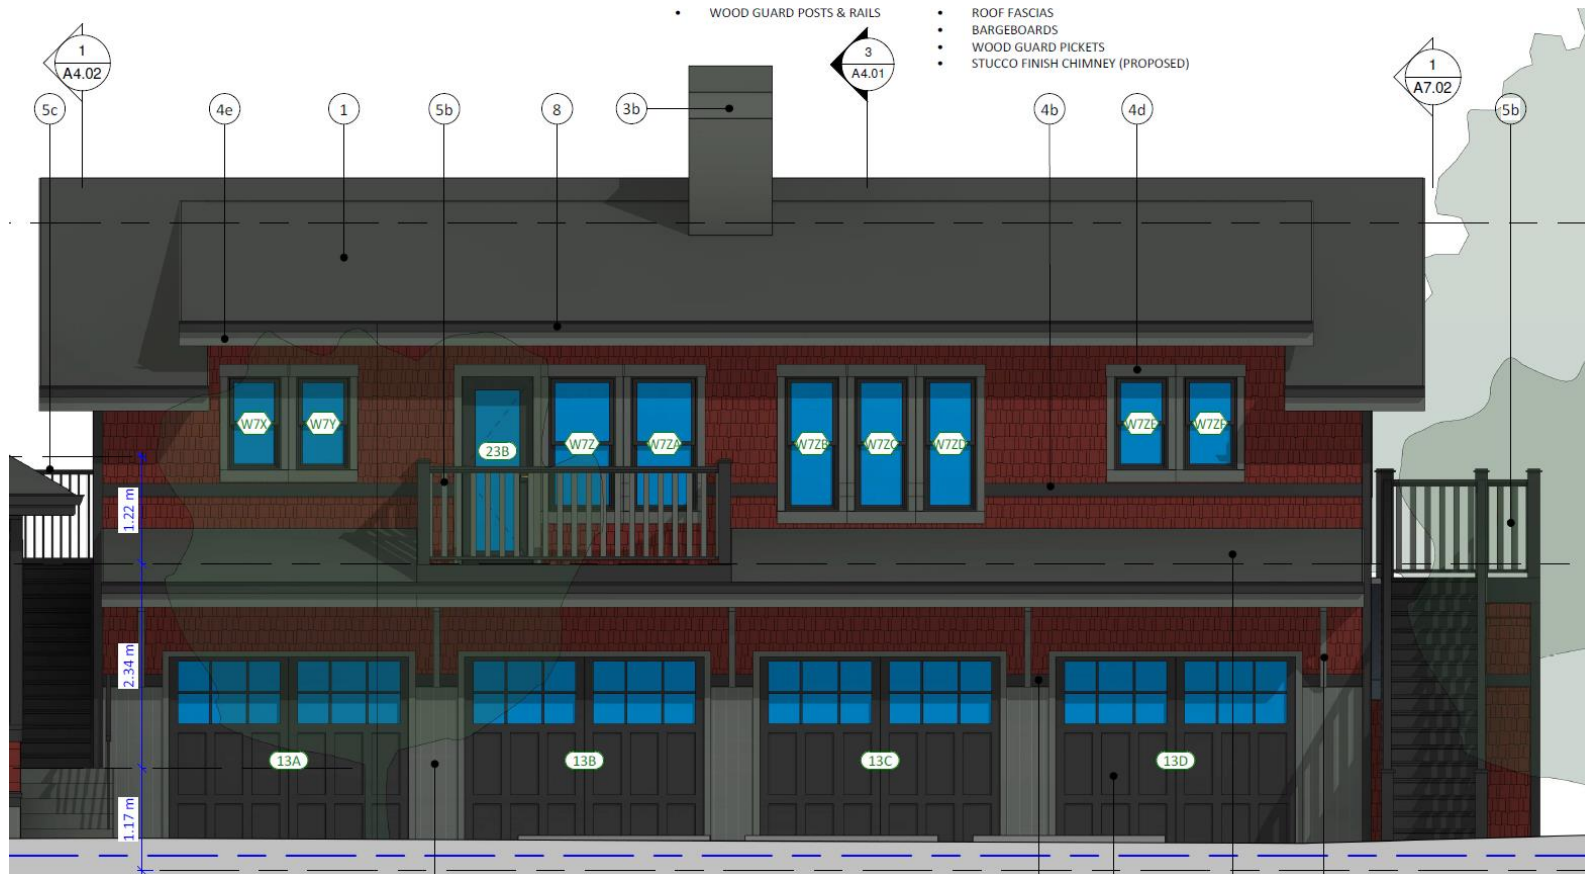 • WOOD GUARD POSTS & RAILS
• ROOF FASCIAS
• BARGEBOARDS
• WOOD GUARD PICKETS
• STUCCO FINISH CHIMNEY (PROPOSED)
1
A4.02
3
A4.01
1
A7.02
5c
4e
1
5b
8
3b
4b
4d
5b
W7X
W7Y
23B
W7Z
W7ZA
W7ZB
W7ZC
W7ZD
W7ZE
W7ZF
1.22 m
2.34 m
13A
13B
13C
13D
1.17 m